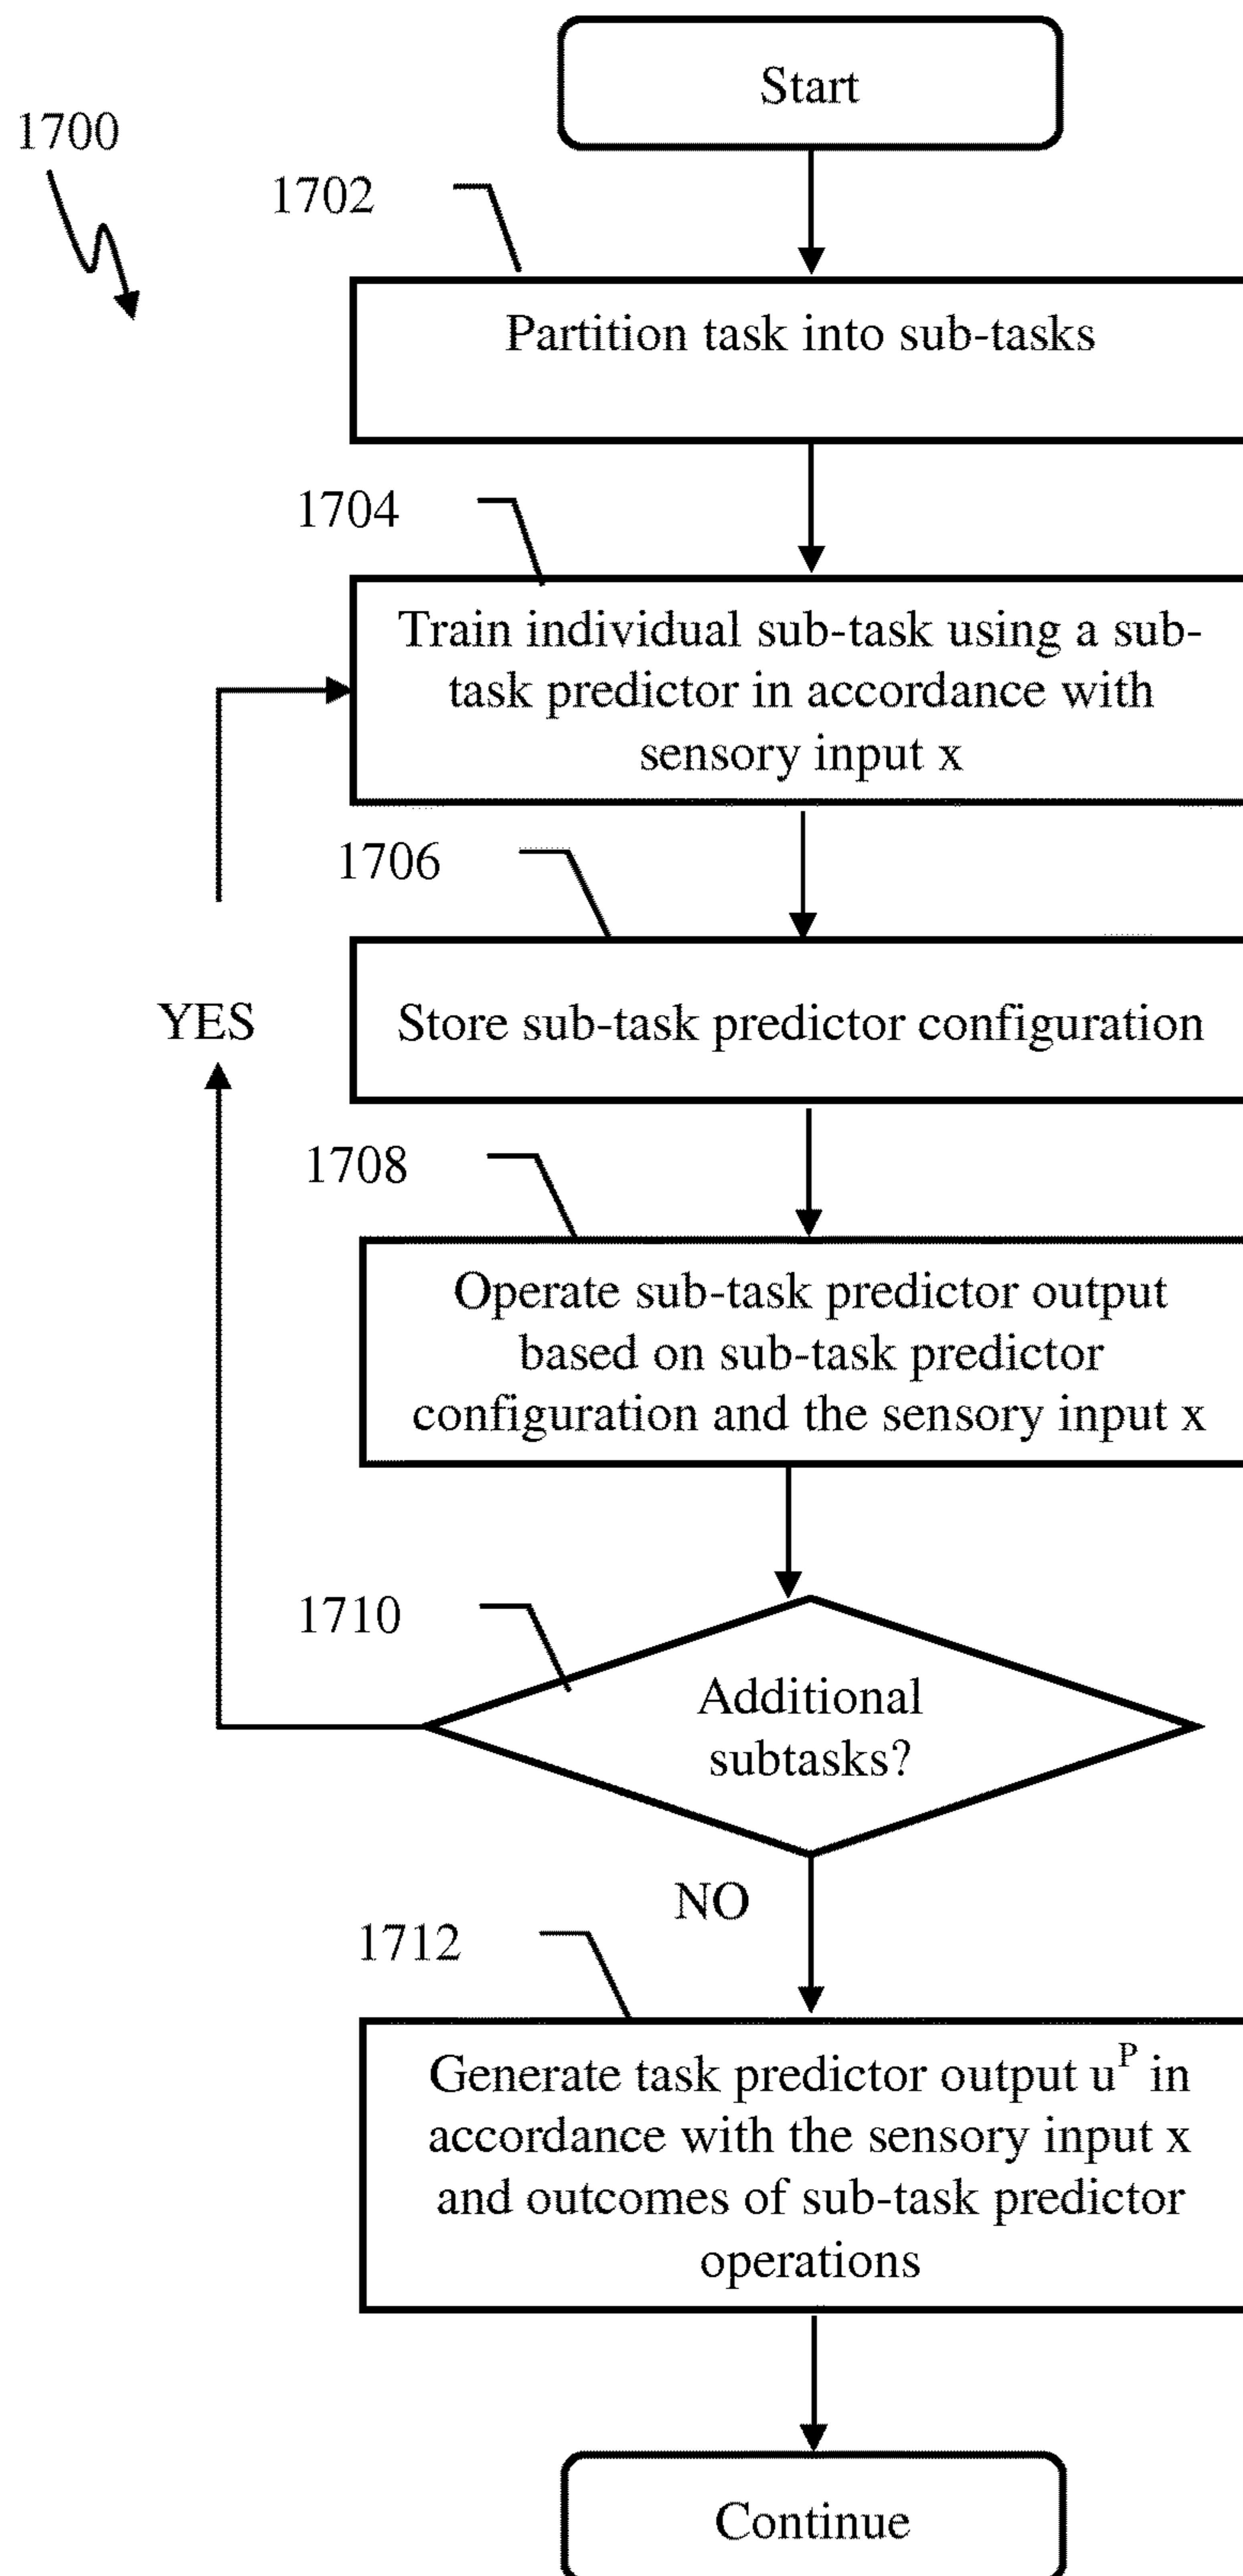 Start
1700
1702
Partition task into sub-tasks
1704
Train individual sub-task using a sub-
task predictor in accordance with
sensory input x
1706
YES
Store sub-task predictor configuration
1708
Operate sub-task predictor output
based on sub-task predictor
configuration and the sensory input x
1710
Additional
subtasks?
NO
1712
Generate task predictor output u^P in
accordance with the sensory input x
and outcomes of sub-task predictor
operations
Continue